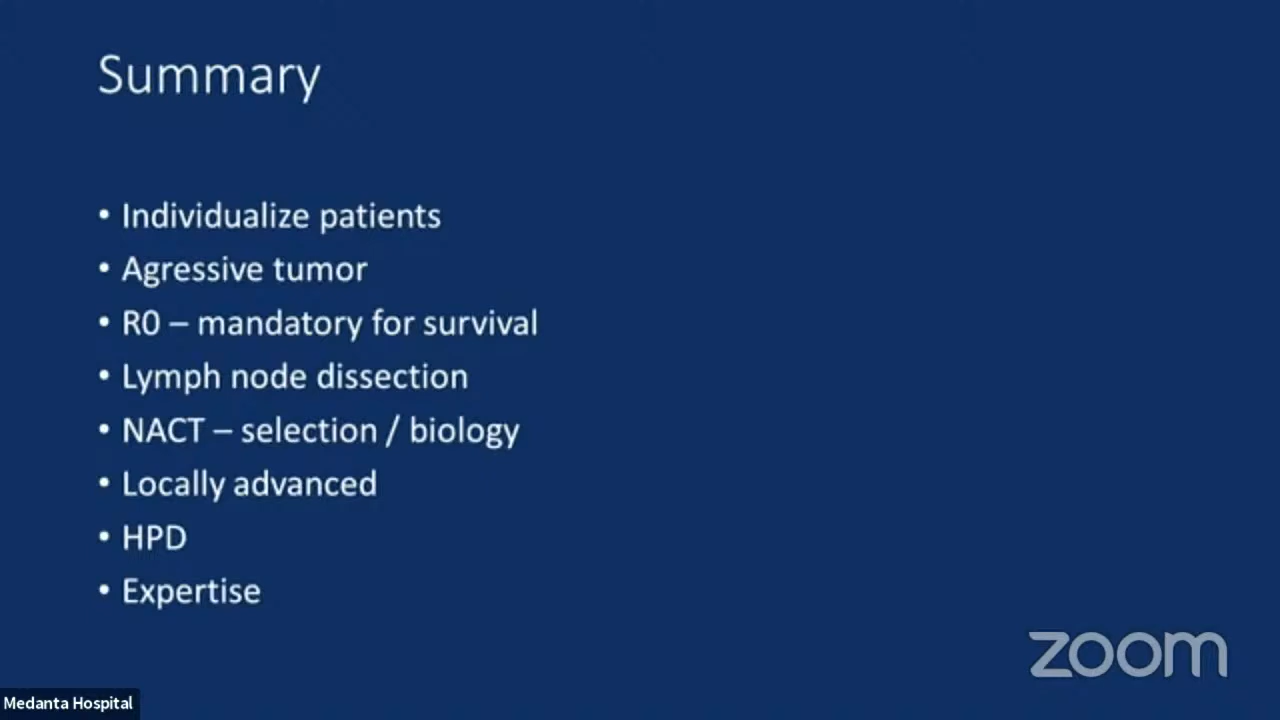 Summary
• Individualize patients
• Agressive tumor
• R0 – mandatory for survival
• Lymph node dissection
• NACT – selection / biology
• Locally advanced
• HPD
• Expertise
zoom
Medanta Hospital